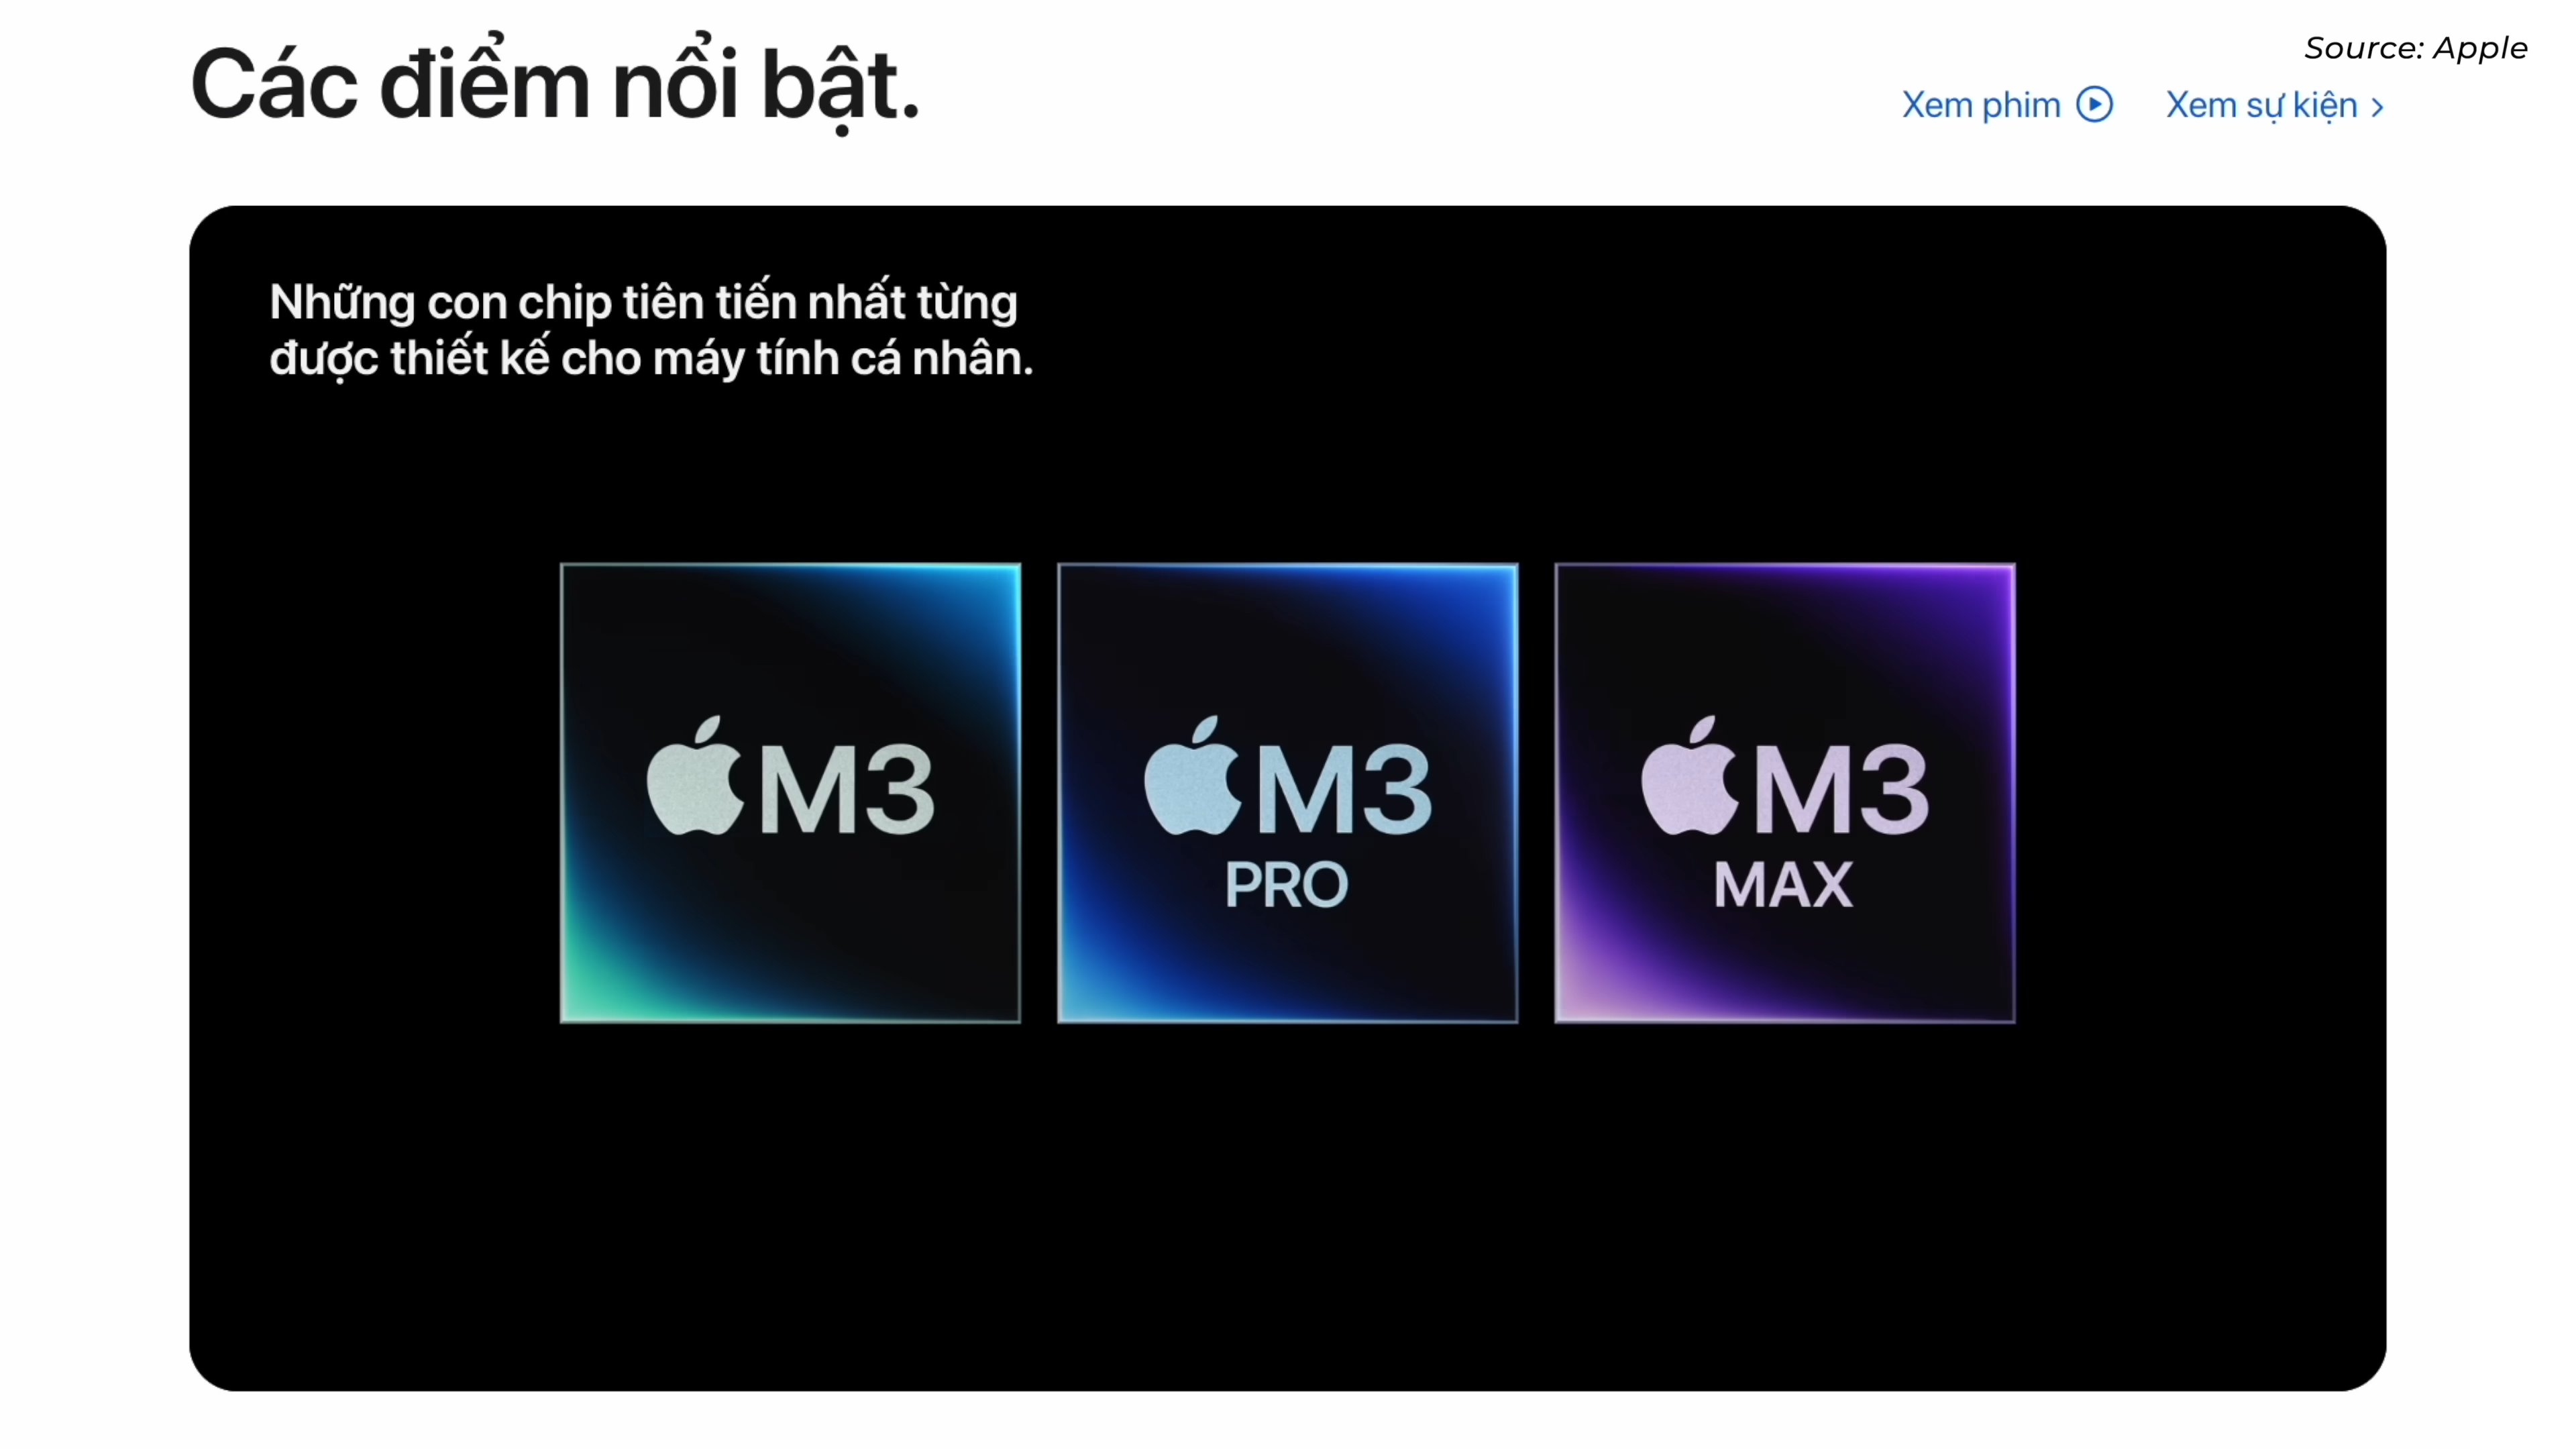 Source: Apple
Các điểm nổi bật.
Xem phim
Xem sự kiện >
Những con chip tiên tiến nhất từng
được thiết kế cho máy tính cá nhân.
M3
M3
PRO
M3
MAX